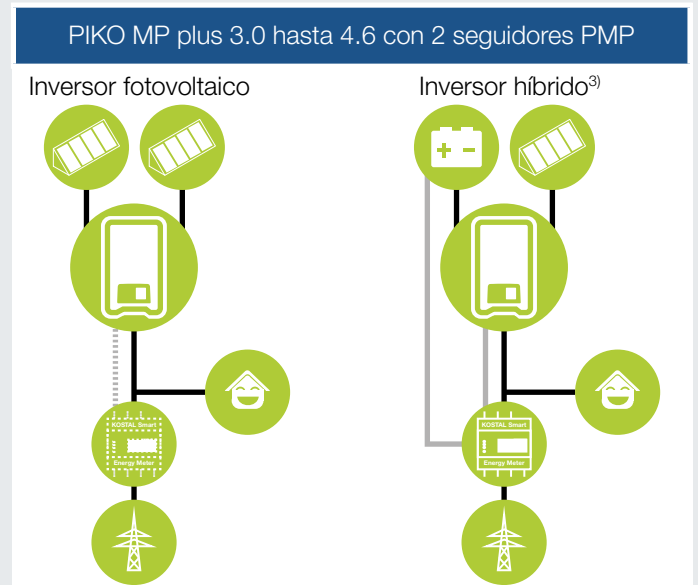 PIKO MP plus 3.0 hasta 4.6 con 2 seguidores PMP
Inversor fotovoltaico
Inversor híbrido3)
KOSTAL Smart
Energy Meter
KOSTAL Smart
Energy Meter